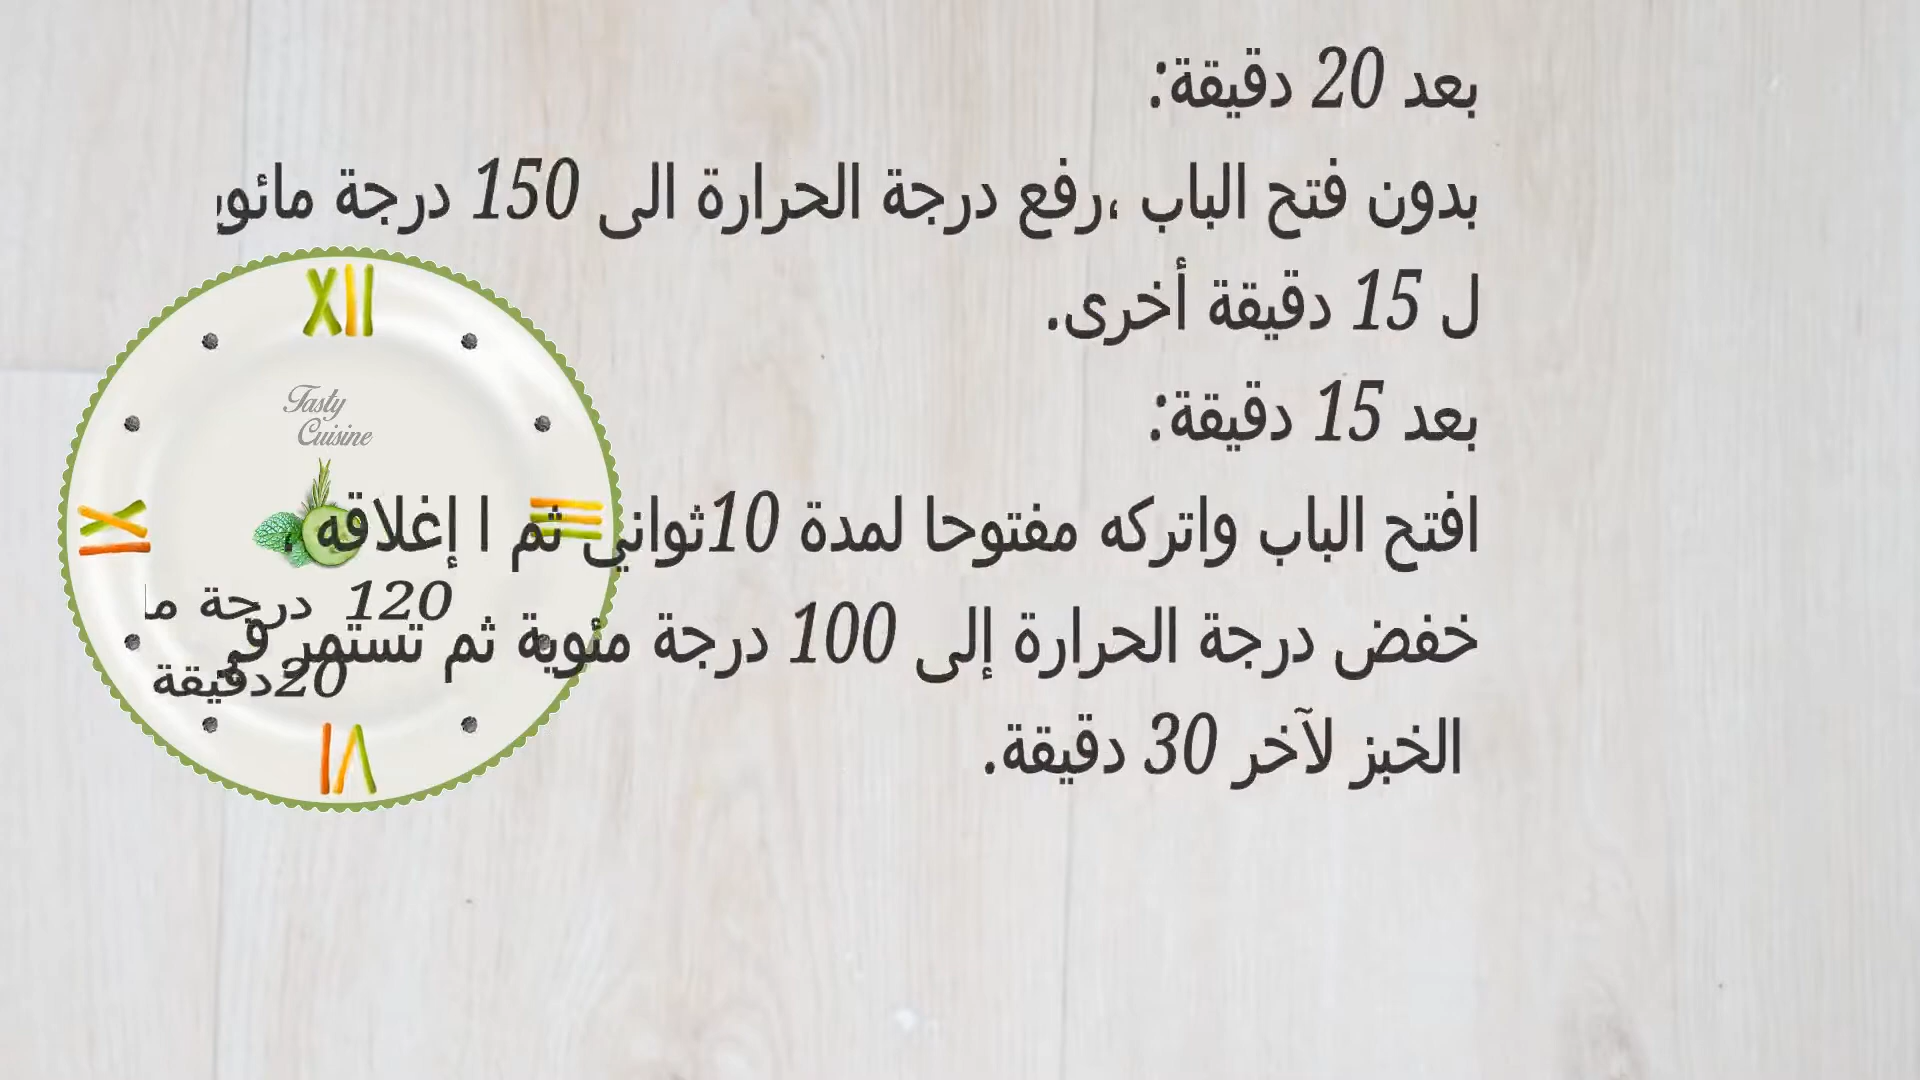 بعد 20 دقيقة:
بدون فتح الباب ،رفع درجة الحرارة الى 150 درجة
ل 15 دقيقة أخرى.
بعد 15 دقيقة:
افتح الباب واتركه مفتوحا لمدة 10ثواني ثم ا إغلاقه ،
خفض درجة الحرارة إلى 100 درجة مئوية ثم تستمر في
الخبز لآخر 30 دقيقة.
XII
Tasty
Cuisine
120 درجة
20دقيقة